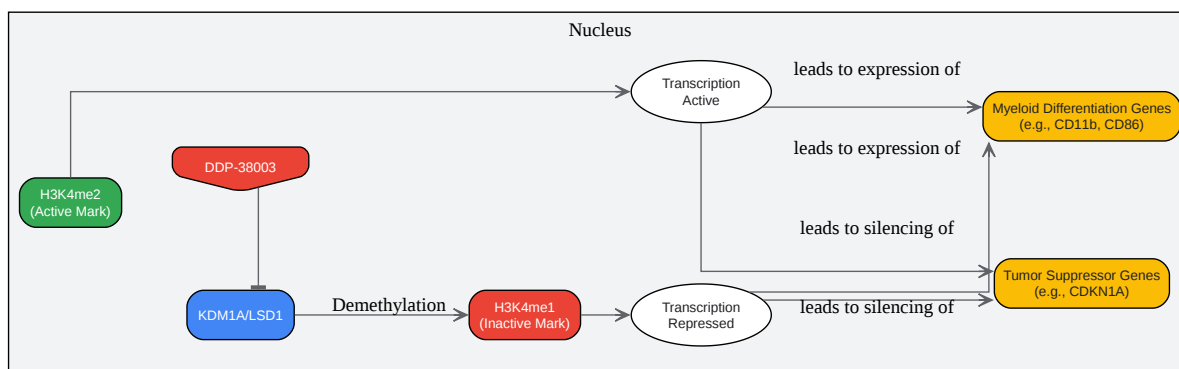 Nucleus
leads to expression of
Transcription
Active
Myeloid Differentiation Genes
(e.g., CD11b, CD86)
leads to expression of
DDP-38003
H3K4me2
(Active Mark)
leads to silencing of
Tumor Suppressor Genes
(e.g., CDKN1A)
KDM1A/LSD1
Demethylation
H3K4me1
(Inactive Mark)
Transcription
Repressed
leads to silencing of